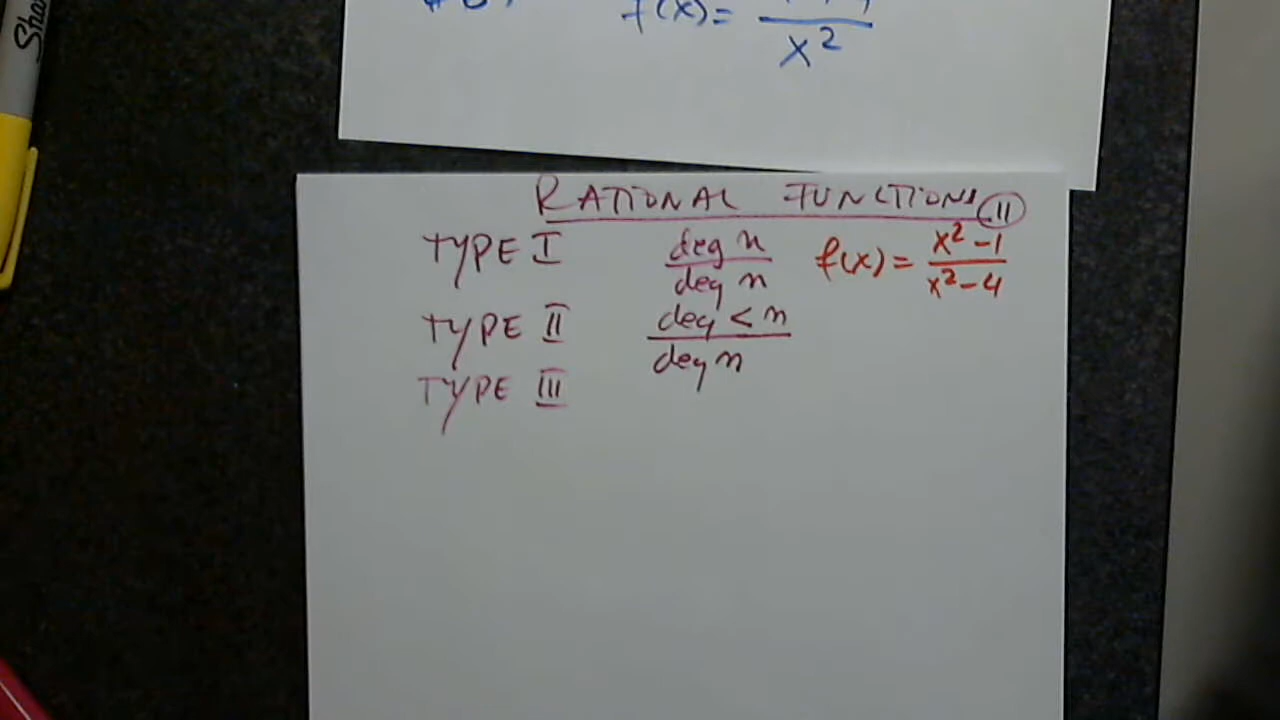 f(x)= / x²
RATIONAL FUNCTIONS 11
TYPE I deg n / deg n f(x) = x²-1 / x²-4
TYPE II deg < n / deg n
TYPE III